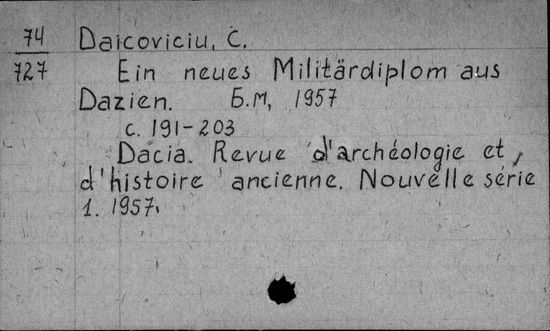 74 Daicoviciu, C.
727 Ein neues Militärdiplom aus
Dazien. Б.М, 1957
с. 191-203
Dacia. Revue d'archéologie et
d'histoire ancienne. Nouvelle série
1. 1957.